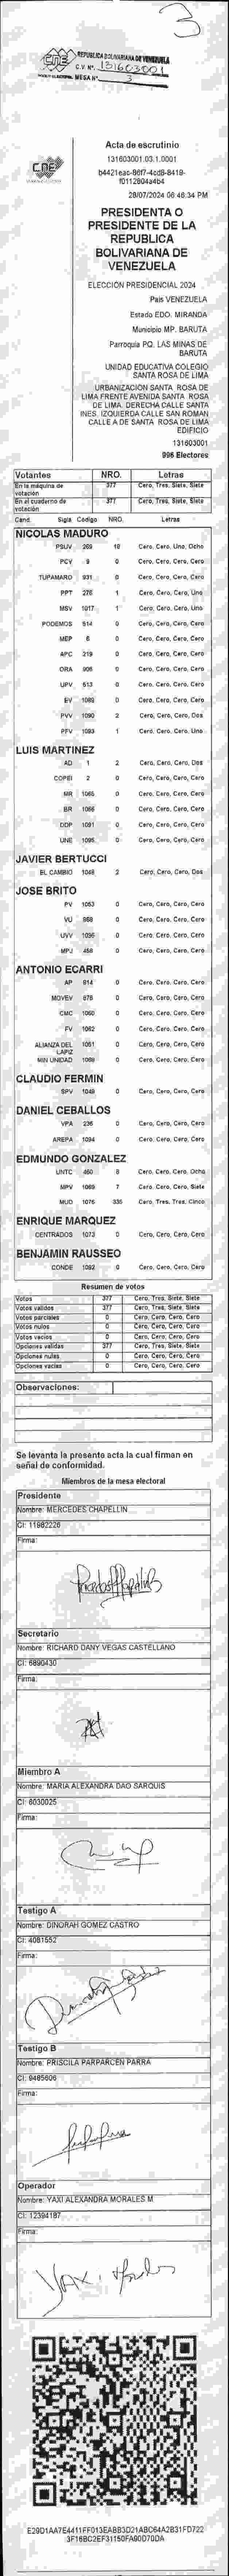 3
CNE
REPÚBLICA BOLIVARIANA DE VENEZUELA
C.V. Nº. 131603001
MESA Nº. 3
CNE
Acta de escrutinio
131603001.03.1.0001
28/07/2024 06:46:34 PM
PRESIDENTA O
PRESIDENTE DE LA
REPUBLICA
BOLIVARIANA DE
VENEZUELA
ELECCIÓN PRESIDENCIAL 2024
País VENEZUELA
Estado EDO. MIRANDA
Municipio MP. BARUTA
Parroquia PQ. LAS MINAS DE
BARUTA
UNIDAD EDUCATIVA COLEGIO
SANTA ROSA DE LIMA
URBANIZACIÓN SANTA ROSA DE
LIMA FRENTE AVENIDA SANTA ROSA
DE LIMA. DERECHA CALLE SANTA
INES. IZQUIERDA CALLE SAN ROMAN
CALLE A DE SANTA ROSA DE LIMA
EDIFICIO
131603001
996 Electores
Votantes NRO. Letras
En la máquina de votación 377 Cero, Tres, Siete, Siete
En el cuaderno de votación 377 Cero, Tres, Siete, Siete
Cand. Sigla Codigo NRO. Letras
NICOLAS MADURO
PSUV 269 18 Cero, Cero, Uno, Ocho
PCV 9 0 Cero, Cero, Cero, Cero
TUPAMARO 931 0 Cero, Cero, Cero, Cero
PPT 276 1 Cero, Cero, Cero, Uno
MSV 1017 1 Cero, Cero, Cero, Uno
PODEMOS 514 0 Cero, Cero, Cero, Cero
MEP 6 0 Cero, Cero, Cero, Cero
APC 219 0 Cero, Cero, Cero, Cero
ORA 906 0 Cero, Cero, Cero, Cero
UPV 613 0 Cero, Cero, Cero, Cero
EV 1089 0 Cero, Cero, Cero, Cero
PVV 1090 2 Cero, Cero, Cero, Dos
PFV 1093 1 Cero, Cero, Cero, Uno
LUIS MARTINEZ
AD 1 2 Cero, Cero, Cero, Dos
COPEI 2 0 Cero, Cero, Cero, Cero
MR 1065 0 Cero, Cero, Cero, Cero
BR 1066 0 Cero, Cero, Cero, Cero
DDP 1091 0 Cero, Cero, Cero, Cero
UNE 1095 0 Cero, Cero, Cero, Cero
JAVIER BERTUCCI
EL CAMBIO 1048 2 Cero, Cero, Cero, Dos
JOSE BRITO
PV 1053 0 Cero, Cero, Cero, Cero
VU 968 0 Cero, Cero, Cero, Cero
UVV 1096 0 Cero, Cero, Cero, Cero
MPJ 458 0 Cero, Cero, Cero, Cero
ANTONIO ECARRI
AP 814 0 Cero, Cero, Cero, Cero
MOVEV 878 0 Cero, Cero, Cero, Cero
CMC 1060 0 Cero, Cero, Cero, Cero
FV 1062 0 Cero, Cero, Cero, Cero
ALIANZA DEL LAPIZ 1051 0 Cero, Cero, Cero, Cero
MIN UNIDAD 1098 0 Cero, Cero, Cero, Cero
CLAUDIO FERMIN
SPV 1049 0 Cero, Cero, Cero, Cero
DANIEL CEBALLOS
VPA 236 0 Cero, Cero, Cero, Cero
AREPA 1094 0 Cero, Cero, Cero, Cero
EDMUNDO GONZALEZ
UNTC 460 8 Cero, Cero, Cero, Ocho
MPV 1069 7 Cero, Cero, Cero, Siete
MUD 1076 335 Cero, Tres, Tres, Cinco
ENRIQUE MARQUEZ
CENTRADOS 1073 0 Cero, Cero, Cero, Cero
BENJAMIN RAUSSEO
CONDE 1092 0 Cero, Cero, Cero, Cero
Resumen de votos
Votos 377 Cero, Tres, Siete, Siete
Votos validos 377 Cero, Tres, Siete, Siete
Votos parciales 0 Cero, Cero, Cero, Cero
Votos nulos 0 Cero, Cero, Cero, Cero
Votos vacios 0 Cero, Cero, Cero, Cero
Opciones validas 377 Cero, Tres, Siete, Siete
Opciones nulas 0 Cero, Cero, Cero, Cero
Opciones vacias 0 Cero, Cero, Cero, Cero
Observaciones:
Se levanta la presente acta la cual firman en
señal de conformidad.
Miembros de la mesa electoral
Presidente
Nombre: MERCEDES CHAPELLIN
CI: 11982226
Firma:
Secretario
Nombre: RICHARD DANY VEGAS CASTELLANO
CI: 6890430
Firma:
Miembro A
Nombre: MARIA ALEXANDRA DAO SARQUIS
CI: 6030025
Firma:
Testigo A
Nombre: DINORAH GOMEZ CASTRO
CI: 4081552
Firma:
Testigo B
Nombre: PRISCILA PARPARCEN PARRA
CI: 9485606
Firma:
Operador
Nombre: YAXI ALEXANDRA MORALES M
CI: 12394187
Firma: